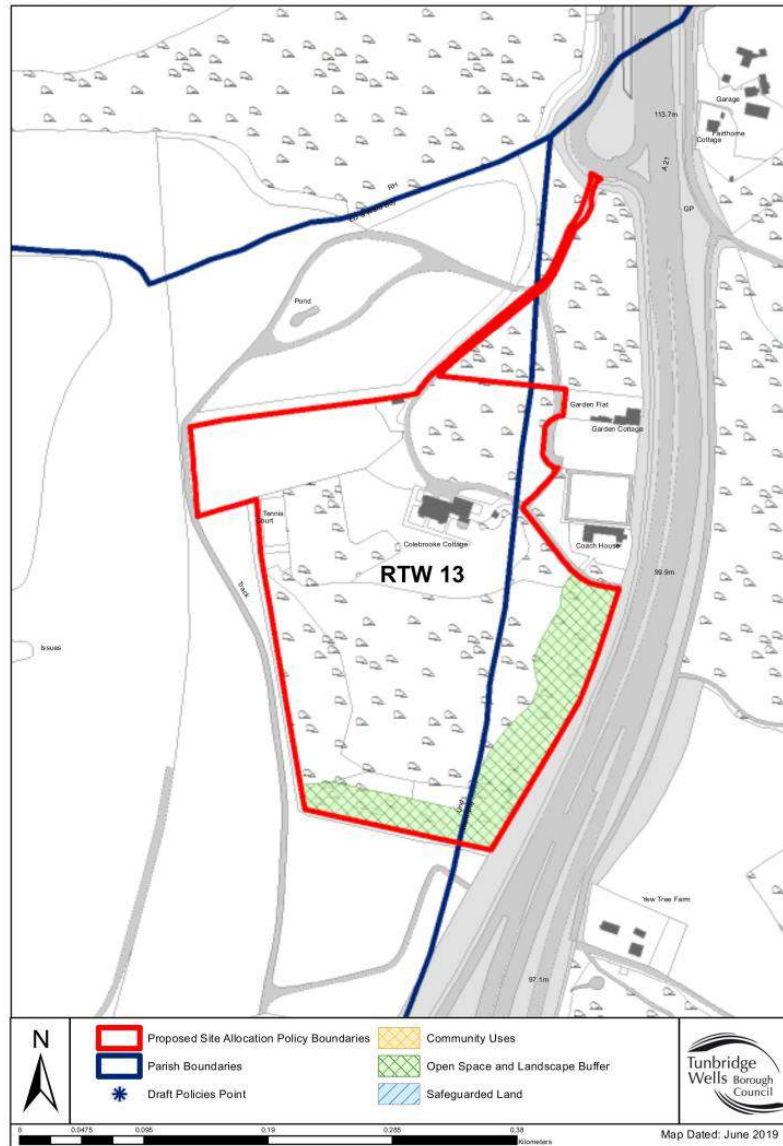 Garage
113.7m
Fairthorne
Cottage
A 21
RH
GP
Pond
Garden Flat
Garden Cottage
Tennis
Court
Colebrooke Cottage
Coach House
RTW 13
99.9m
Track
Issues
Und
Yew Tree Farm
97.1m
N
Proposed Site Allocation Policy Boundaries
Parish Boundaries
Draft Policies Point
Community Uses
Open Space and Landscape Buffer
Safeguarded Land
Tunbridge
Wells Borough
Council
0 0.0475 0.095 0.19 0.285 0.38
Kilometers
Map Dated: June 2019